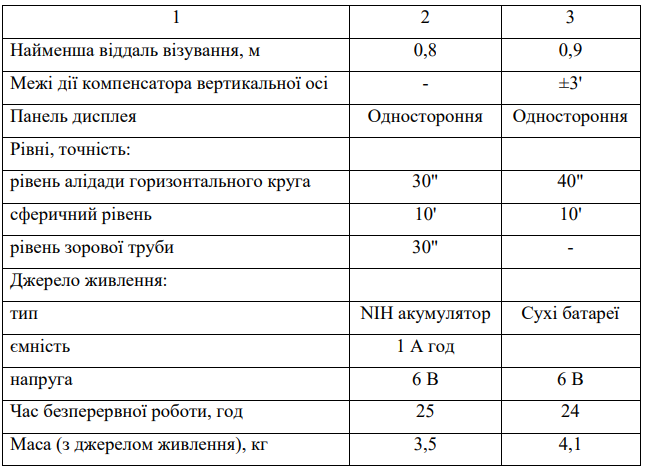 1 2 3
Найменша віддаль візування, м 0,8 0,9
Межі дії компенсатора вертикальної осі - ±3'
Панель дисплея Одностороння Одностороння
Рівні, точність:
рівень алідади горизонтального круга 30" 40"
сферичний рівень 10' 10'
рівень зорової труби 30" -
Джерело живлення:
тип NIH акумулятор Сухі батареї
ємність 1 А год
напруга 6 В 6 В
Час безперервної роботи, год 25 24
Маса (з джерелом живлення), кг 3,5 4,1